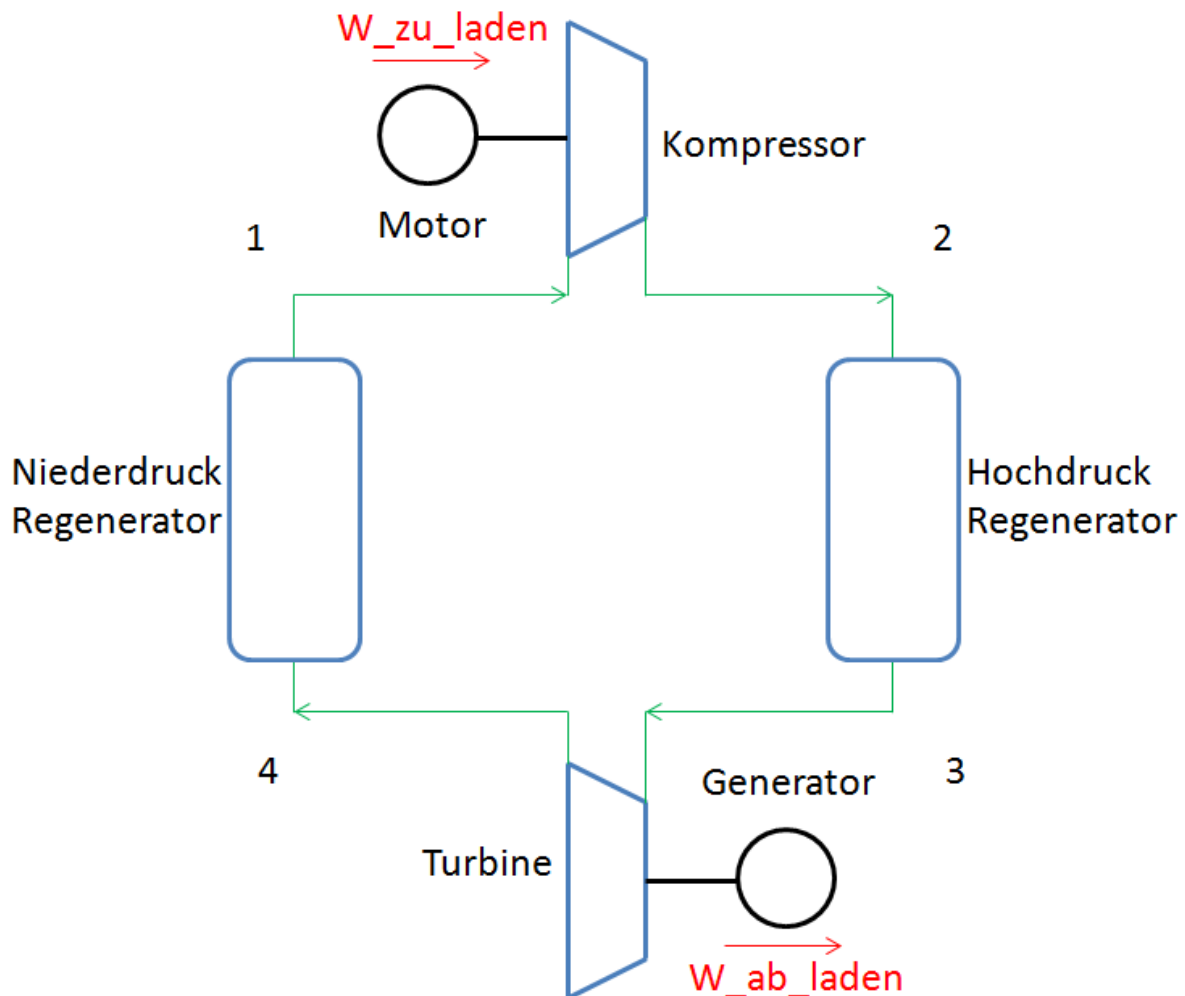 W_zu_laden
Kompressor
Motor
1
2
Niederdruck
Regenerator
Hochdruck
Regenerator
4
3
Generator
Turbine
W_ab_laden